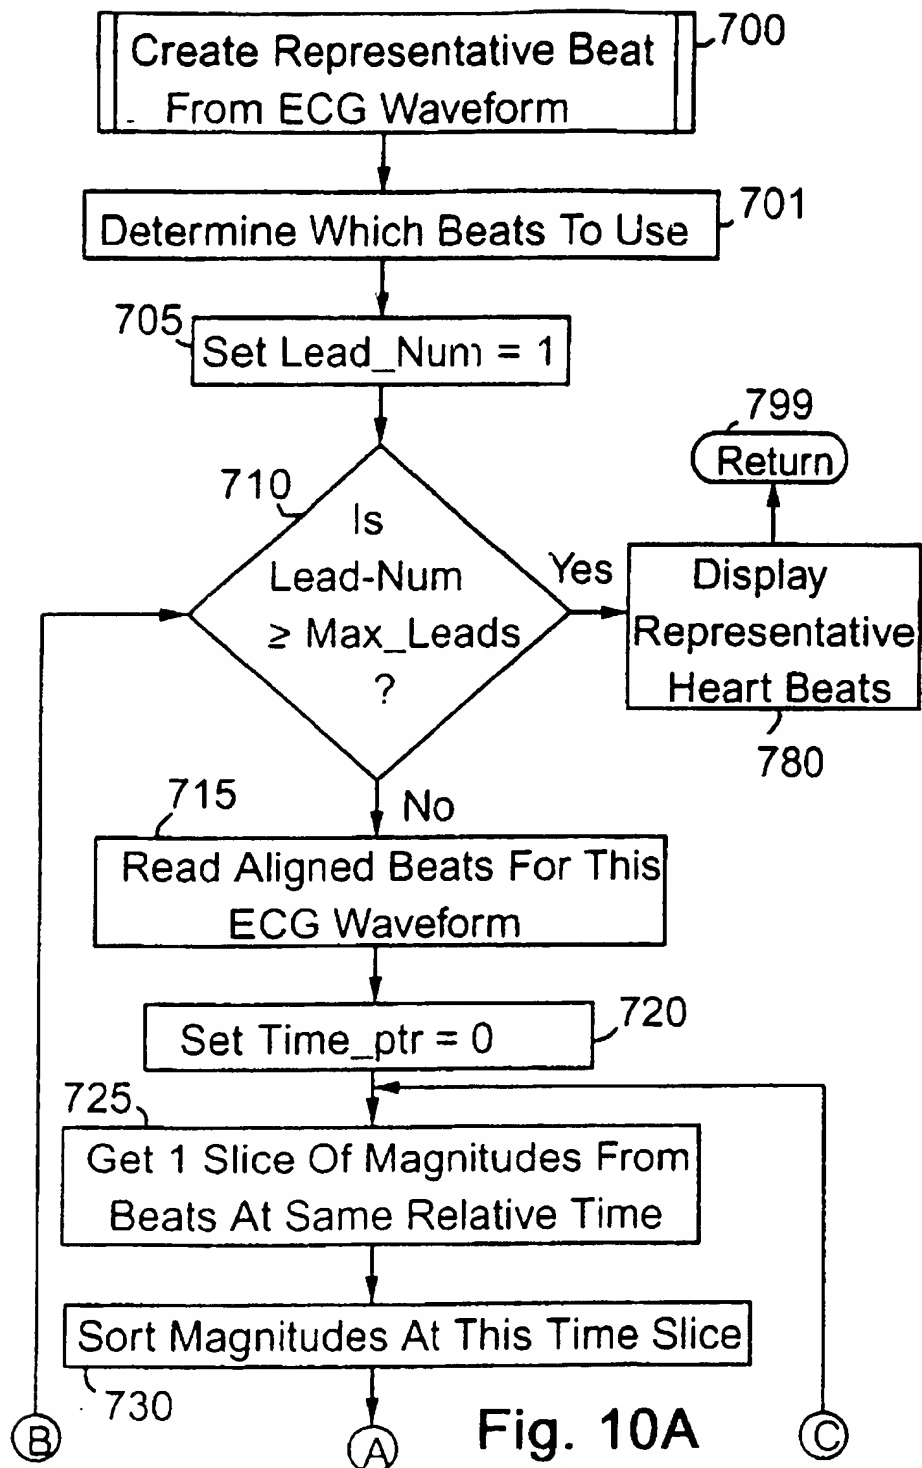 Create Representative Beat
From ECG Waveform
700
Determine Which Beats To Use
701
705
Set Lead_Num = 1
710
Is
Lead-Num
≥ Max_Leads
?
Yes
799
Return
Display
Representative
Heart Beats
780
No
715
Read Aligned Beats For This
ECG Waveform
Set Time_ptr = 0
720
725
Get 1 Slice Of Magnitudes From
Beats At Same Relative Time
Sort Magnitudes At This Time Slice
730
B
A
Fig. 10A
C